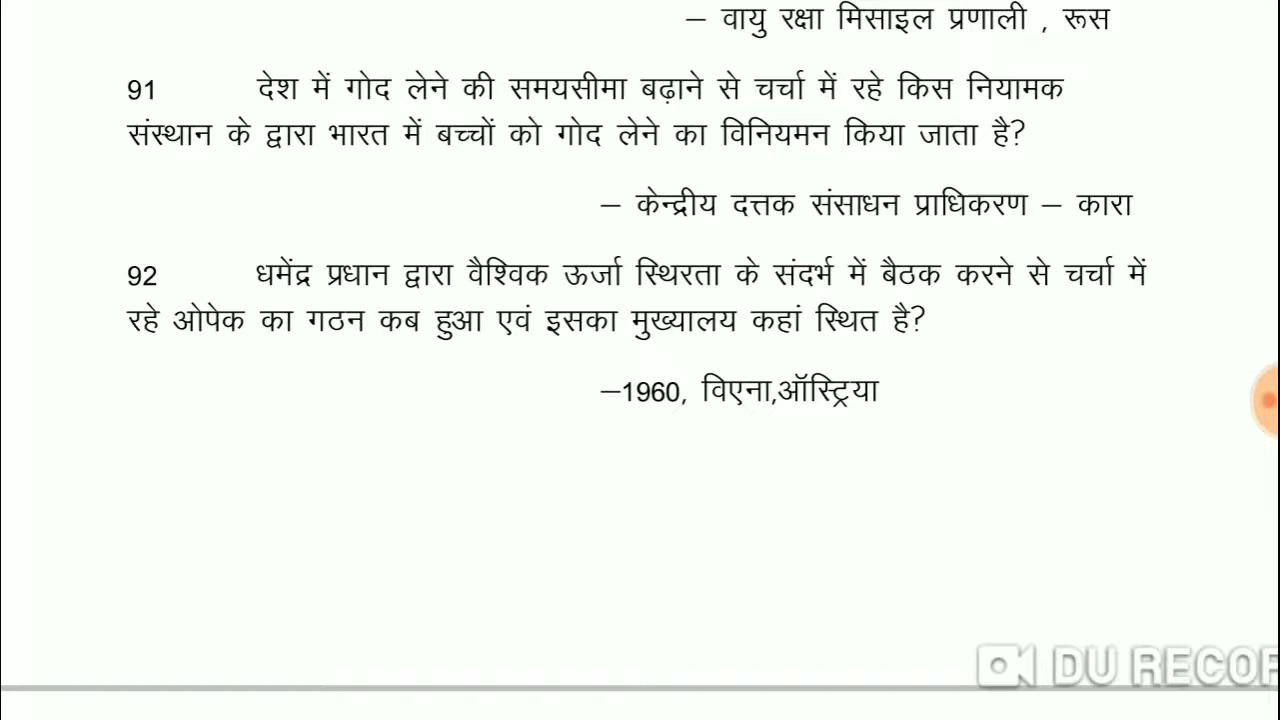 – वायु रक्षा मिसाइल प्रणाली , रूस
91 देश में गोद लेने की समयसीमा बढ़ाने से चर्चा में रहे किस नियामक
संस्थान के द्वारा भारत में बच्चों को गोद लेने का विनियमन किया जाता है?
– केन्द्रीय दत्तक संसाधन प्राधिकरण – कारा
92 धमेंद्र प्रधान द्वारा वैश्विक ऊर्जा स्थिरता के संदर्भ में बैठक करने से चर्चा में
रहे ओपेक का गठन कब हुआ एवं इसका मुख्यालय कहां स्थित है?
–1960, विएना,ऑस्ट्रिया
DU RECOR